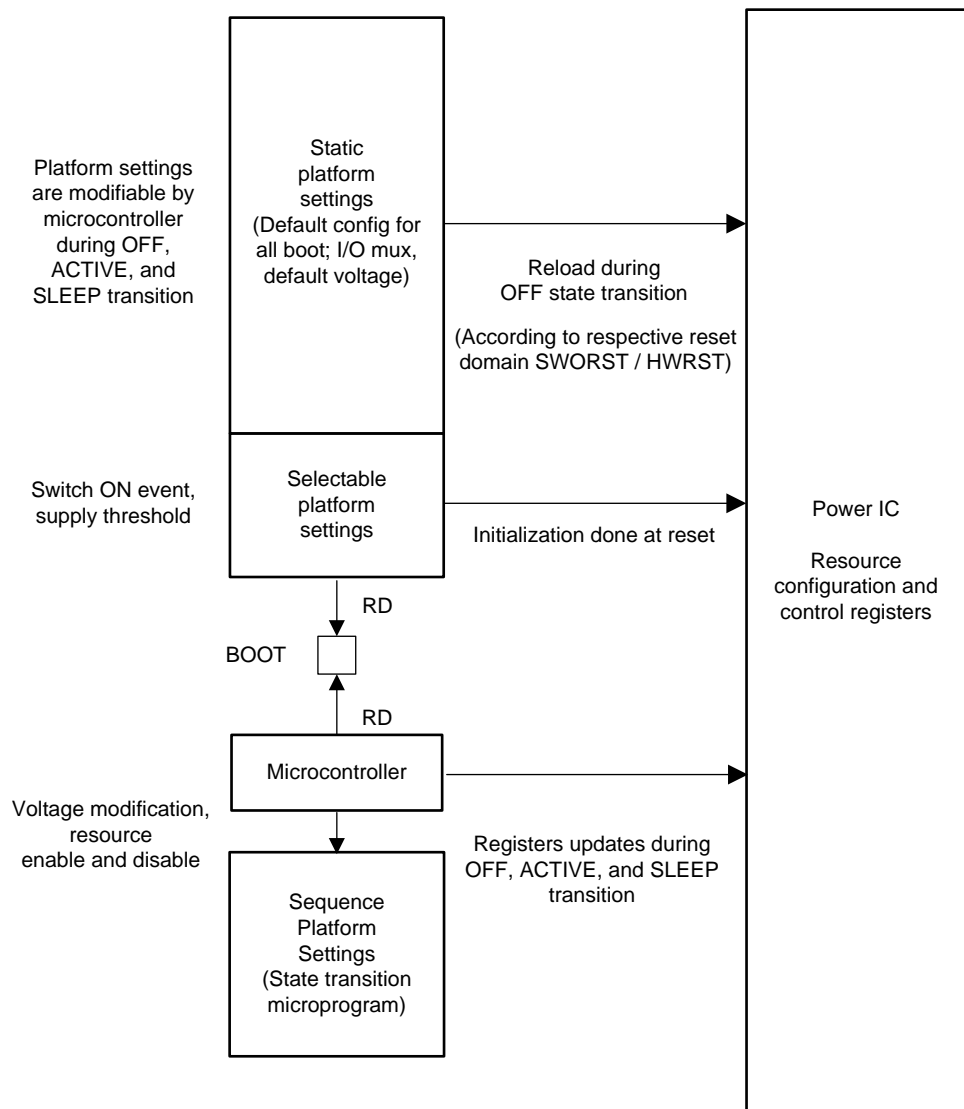 Platform settings
are modifiable by
microcontroller
during OFF,
ACTIVE, and
SLEEP transition
Static
platform
settings
(Default config for
all boot; I/O mux,
default voltage)
Reload during
OFF state transition
(According to respective reset
domain SWORST / HWRST)
Switch ON event,
supply threshold
Selectable
platform
settings
Initialization done at reset
Power IC
Resource
configuration and
control registers
RD
BOOT
RD
Microcontroller
Voltage modification,
resource
enable and disable
Registers updates during
OFF, ACTIVE, and SLEEP
transition
Sequence
Platform
Settings
(State transition
microprogram)